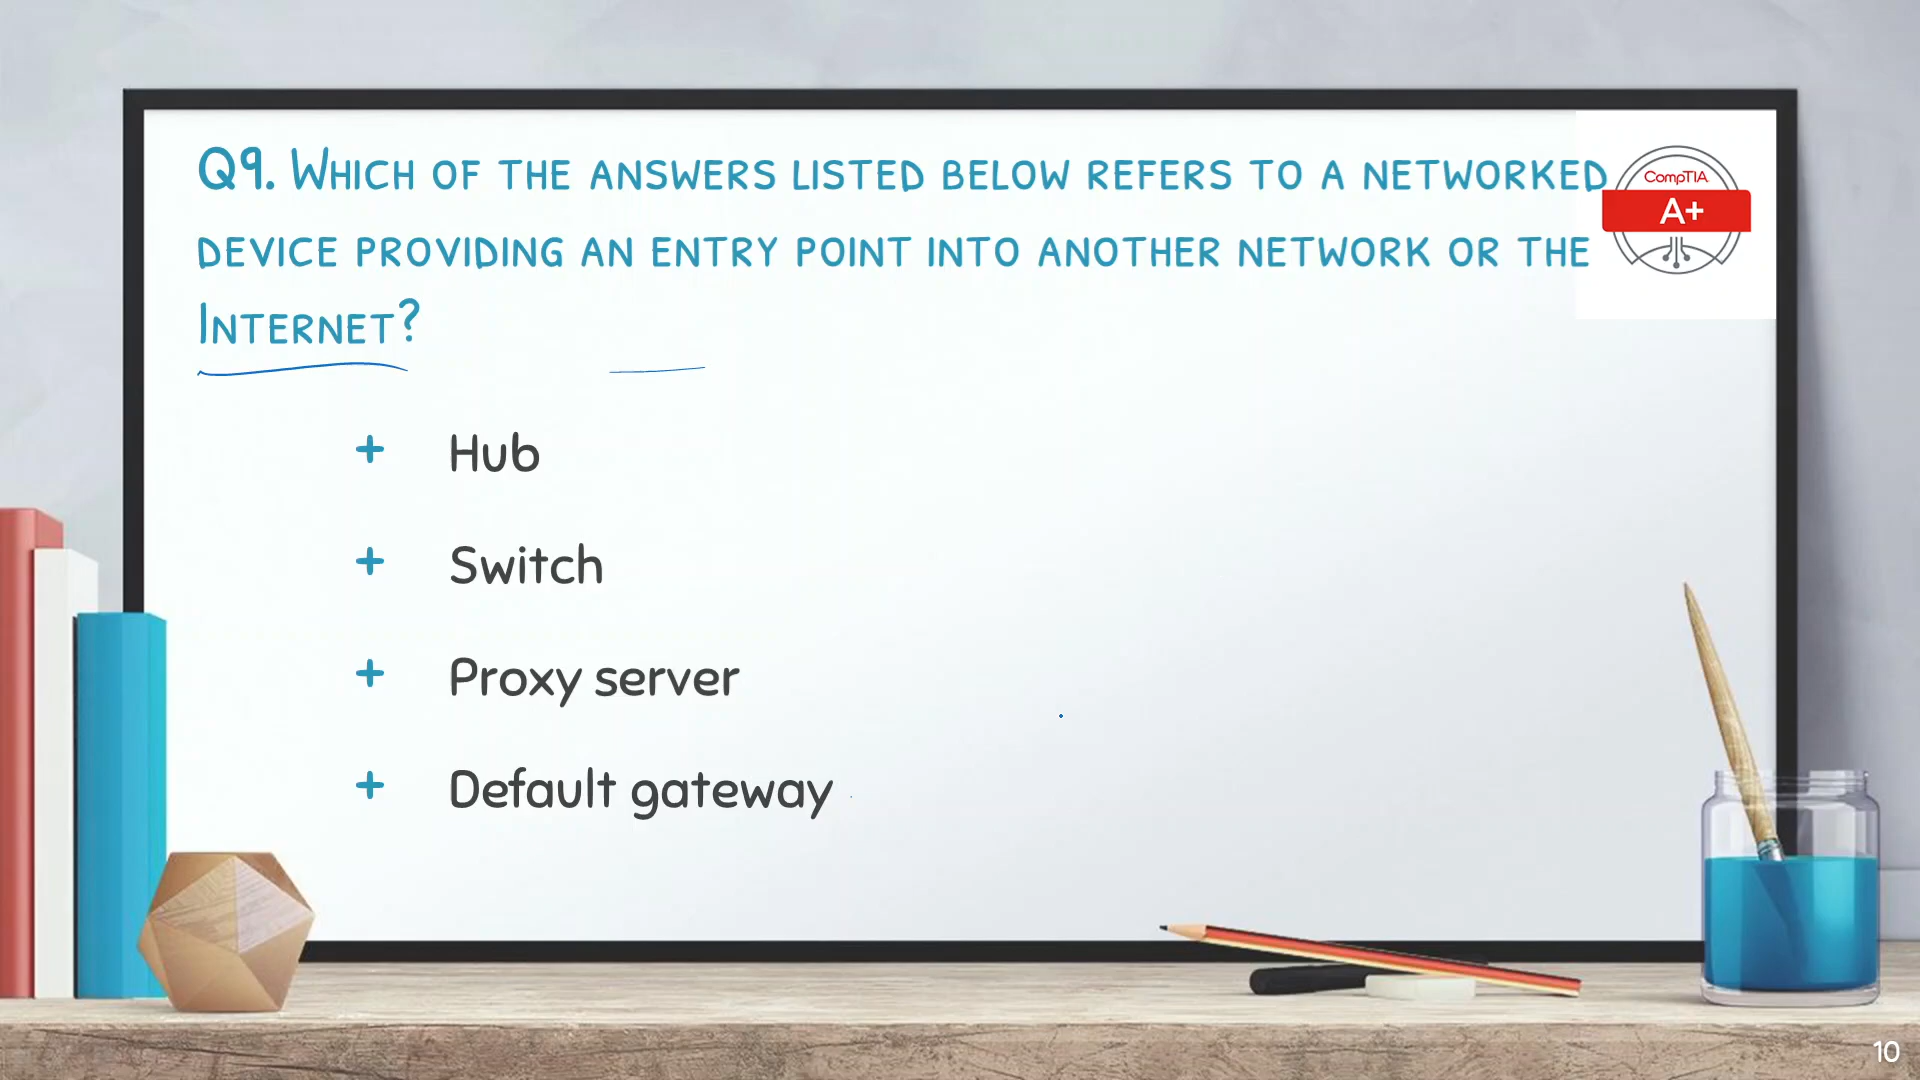 Q9. Which of the answers listed below refers to a networked
device providing an entry point into another network or the
Internet?
CompTIA
A+
+ Hub
+ Switch
+ Proxy server
+ Default gateway
10